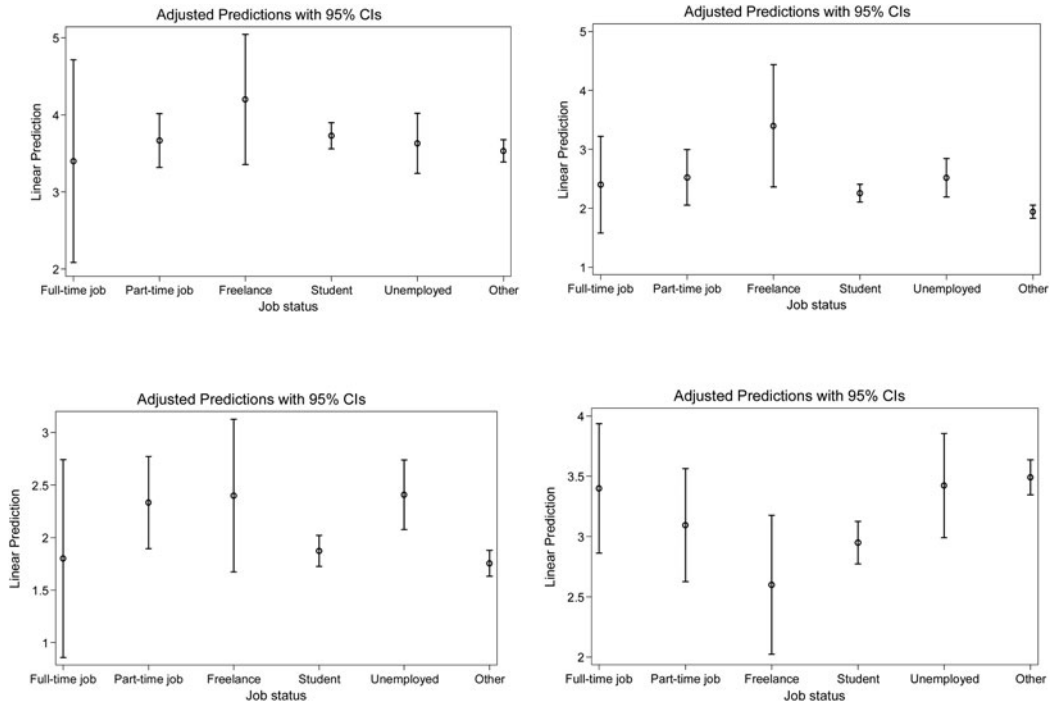 Adjusted Predictions with 95% CIs
Linear Prediction
5
4
3
2
Full-time job Part-time job Freelance Student Unemployed Other
Job status
Adjusted Predictions with 95% CIs
Linear Prediction
5
4
3
2
1
Full-time job Part-time job Freelance Student Unemployed Other
Job status
Adjusted Predictions with 95% CIs
Linear Prediction
3
2.5
2
1.5
1
Full-time job Part-time job Freelance Student Unemployed Other
Job status
Adjusted Predictions with 95% CIs
Linear Prediction
4
3.5
3
2.5
2
Full-time job Part-time job Freelance Student Unemployed Other
Job status